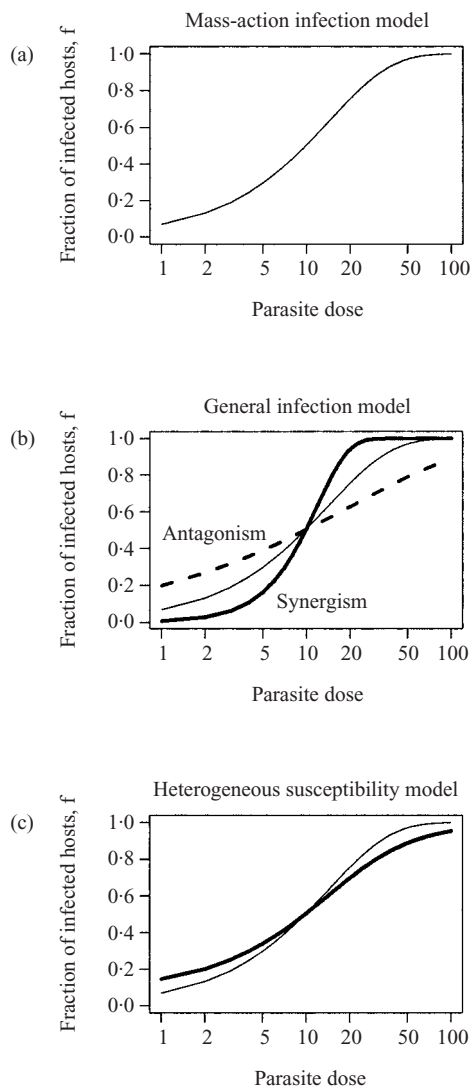 Mass-action infection model
(a)
Fraction of infected hosts, f
1·0
0·8
0·6
0·4
0·2
0·0
1 2 5 10 20 50 100
Parasite dose
General infection model
(b)
Fraction of infected hosts, f
1·0
0·8
0·6
0·4
0·2
0·0
Antagonism
Synergism
1 2 5 10 20 50 100
Parasite dose
Heterogeneous susceptibility model
(c)
Fraction of infected hosts, f
1·0
0·8
0·6
0·4
0·2
0·0
1 2 5 10 20 50 100
Parasite dose